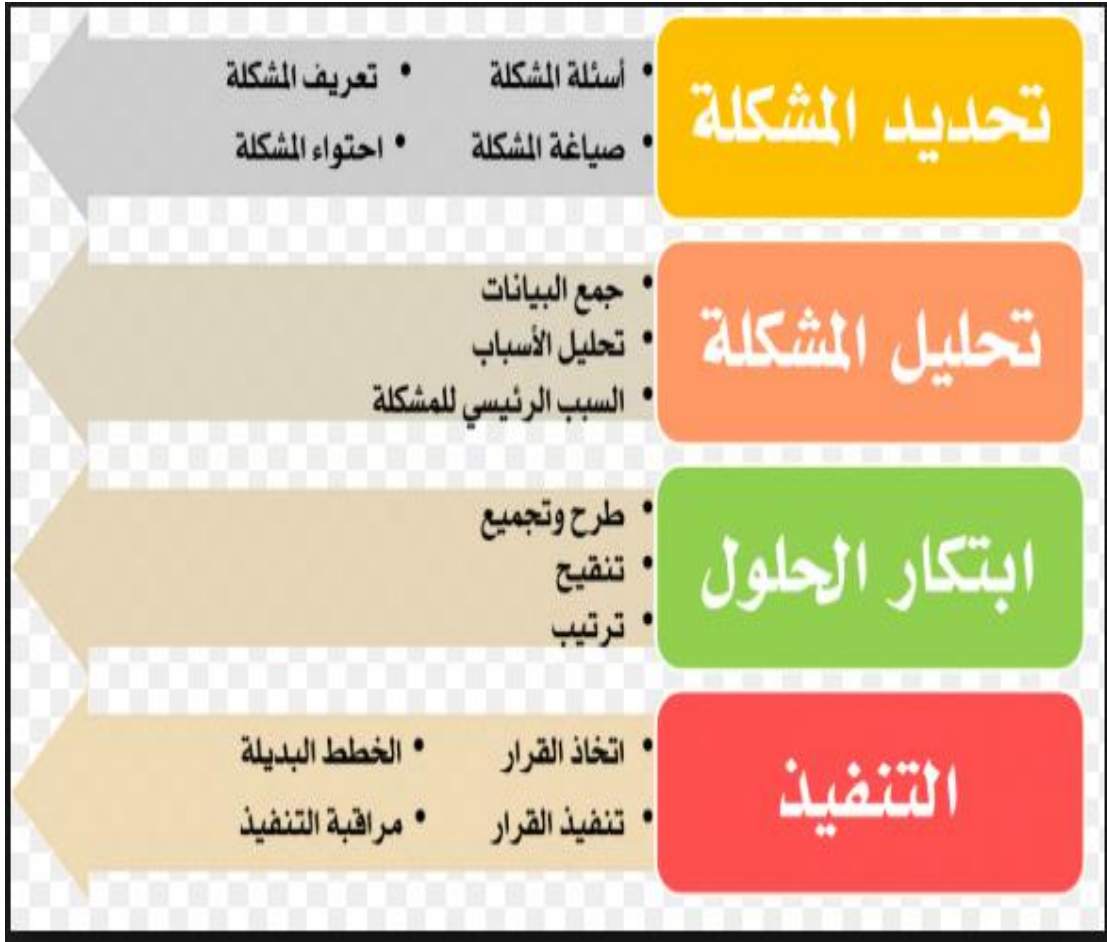 تحديد المشكلة
• أسئلة المشكلة • تعريف المشكلة
• صياغة المشكلة • احتواء المشكلة
تحليل المشكلة
• جمع البيانات
• تحليل الأسباب
• السبب الرئيسي للمشكلة
ابتكار الحلول
• طرح وتجميع
• تنقيح
• ترتيب
التنفيذ
• اتخاذ القرار • الخطط البديلة
• تنفيذ القرار • مراقبة التنفيذ